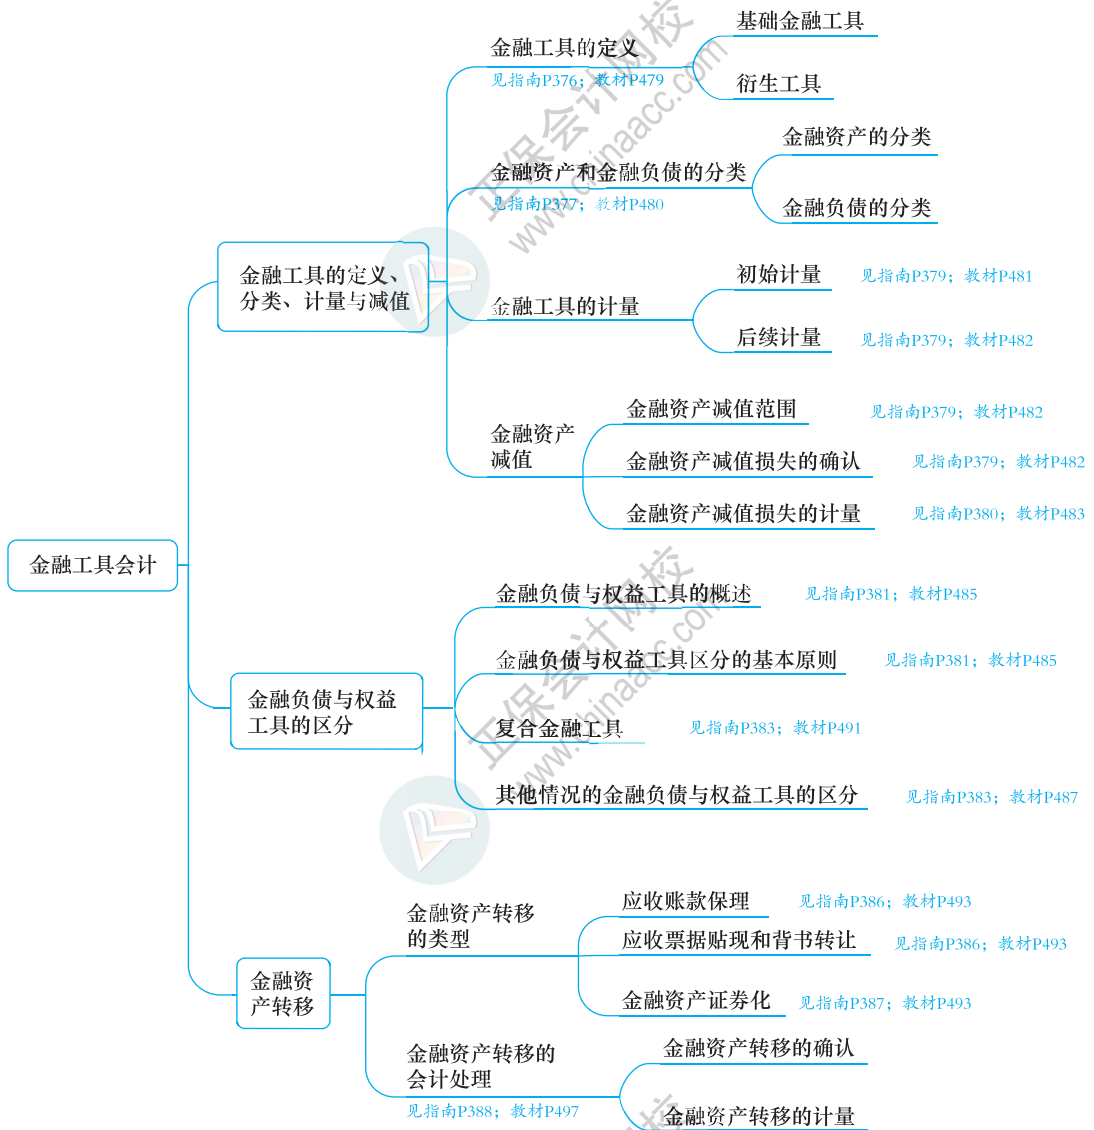 金融工具会计
金融工具的定义、
分类、计量与减值
金融工具的定义
见指南P376；教材P479
基础金融工具
衍生工具
金融资产和金融负债的分类
见指南P377；教材P480
金融资产的分类
金融负债的分类
金融工具的计量
初始计量
见指南P379；教材P481
后续计量
见指南P379；教材P482
金融资产
减值
金融资产减值范围
见指南P379；教材P482
金融资产减值损失的确认
见指南P379；教材P482
金融资产减值损失的计量
见指南P380；教材P483
金融负债与权益
工具的区分
金融负债与权益工具的概述
见指南P381；教材P485
金融负债与权益工具区分的基本原则
见指南P381；教材P485
复合金融工具
见指南P383；教材P491
其他情况的金融负债与权益工具的区分
见指南P383；教材P487
金融资
产转移
金融资产转移
的类型
应收账款保理
见指南P386；教材P493
应收票据贴现和背书转让
见指南P386；教材P493
金融资产证券化
见指南P387；教材P493
金融资产转移的
会计处理
见指南P388；教材P497
金融资产转移的确认
金融资产转移的计量
正保会计网校
www.chinaacc.com
正保会计网校
www.chinaacc.com
校